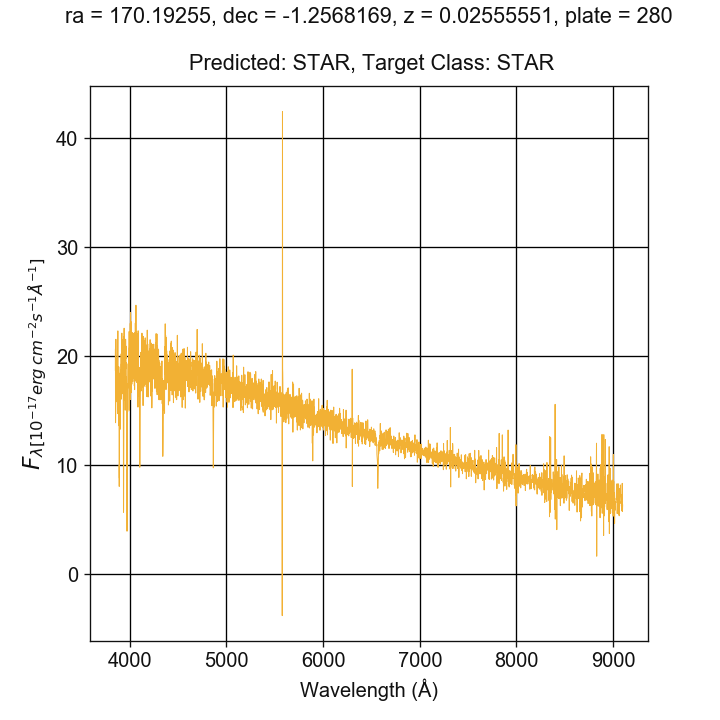 ra = 170.19255, dec = -1.2568169, z = 0.02555551, plate = 280
Predicted: STAR, Target Class: STAR
40
30
20
10
0
F_λ[10⁻¹⁷ erg cm⁻² s⁻¹ Å⁻¹]
4000 5000 6000 7000 8000 9000
Wavelength (Å)